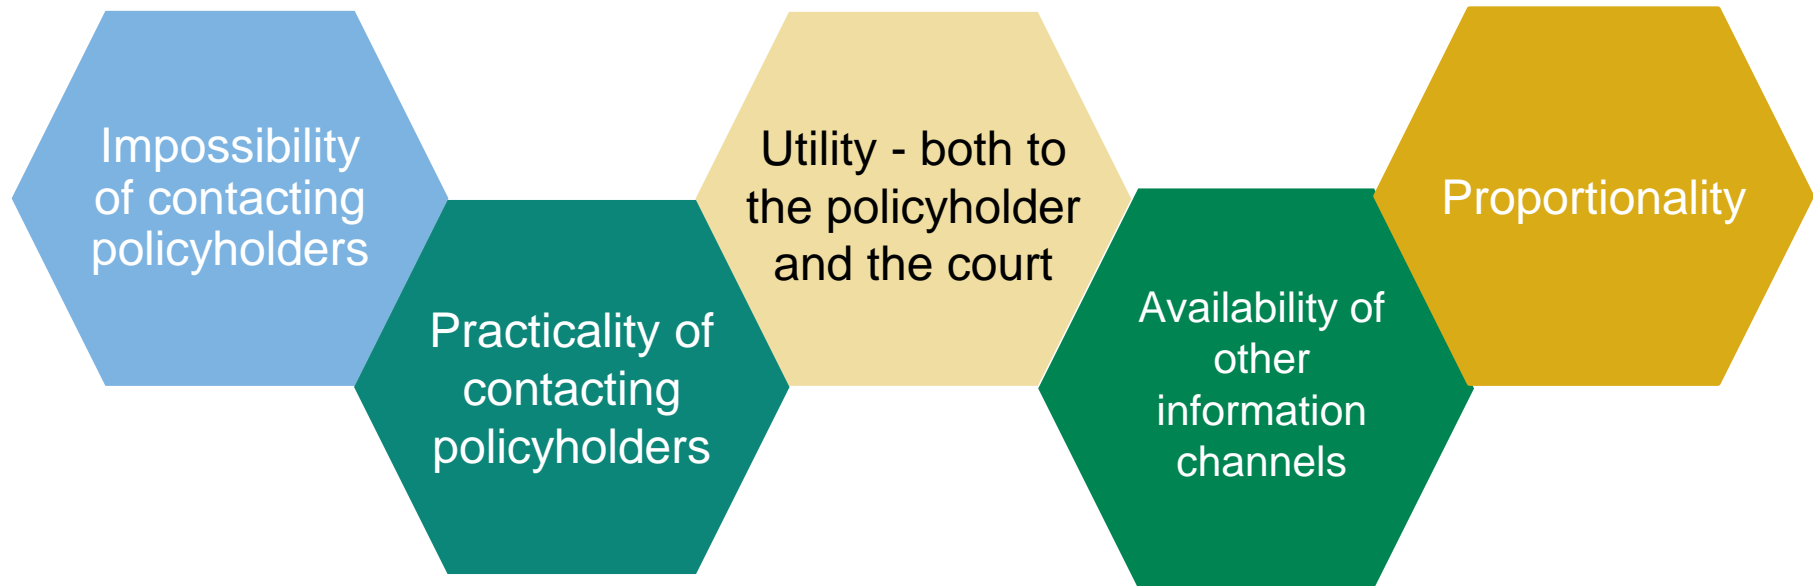 Impossibility
of contacting
policyholders
Practicality of
contacting
policyholders
Utility - both to
the policyholder
and the court
Availability of
other
information
channels
Proportionality